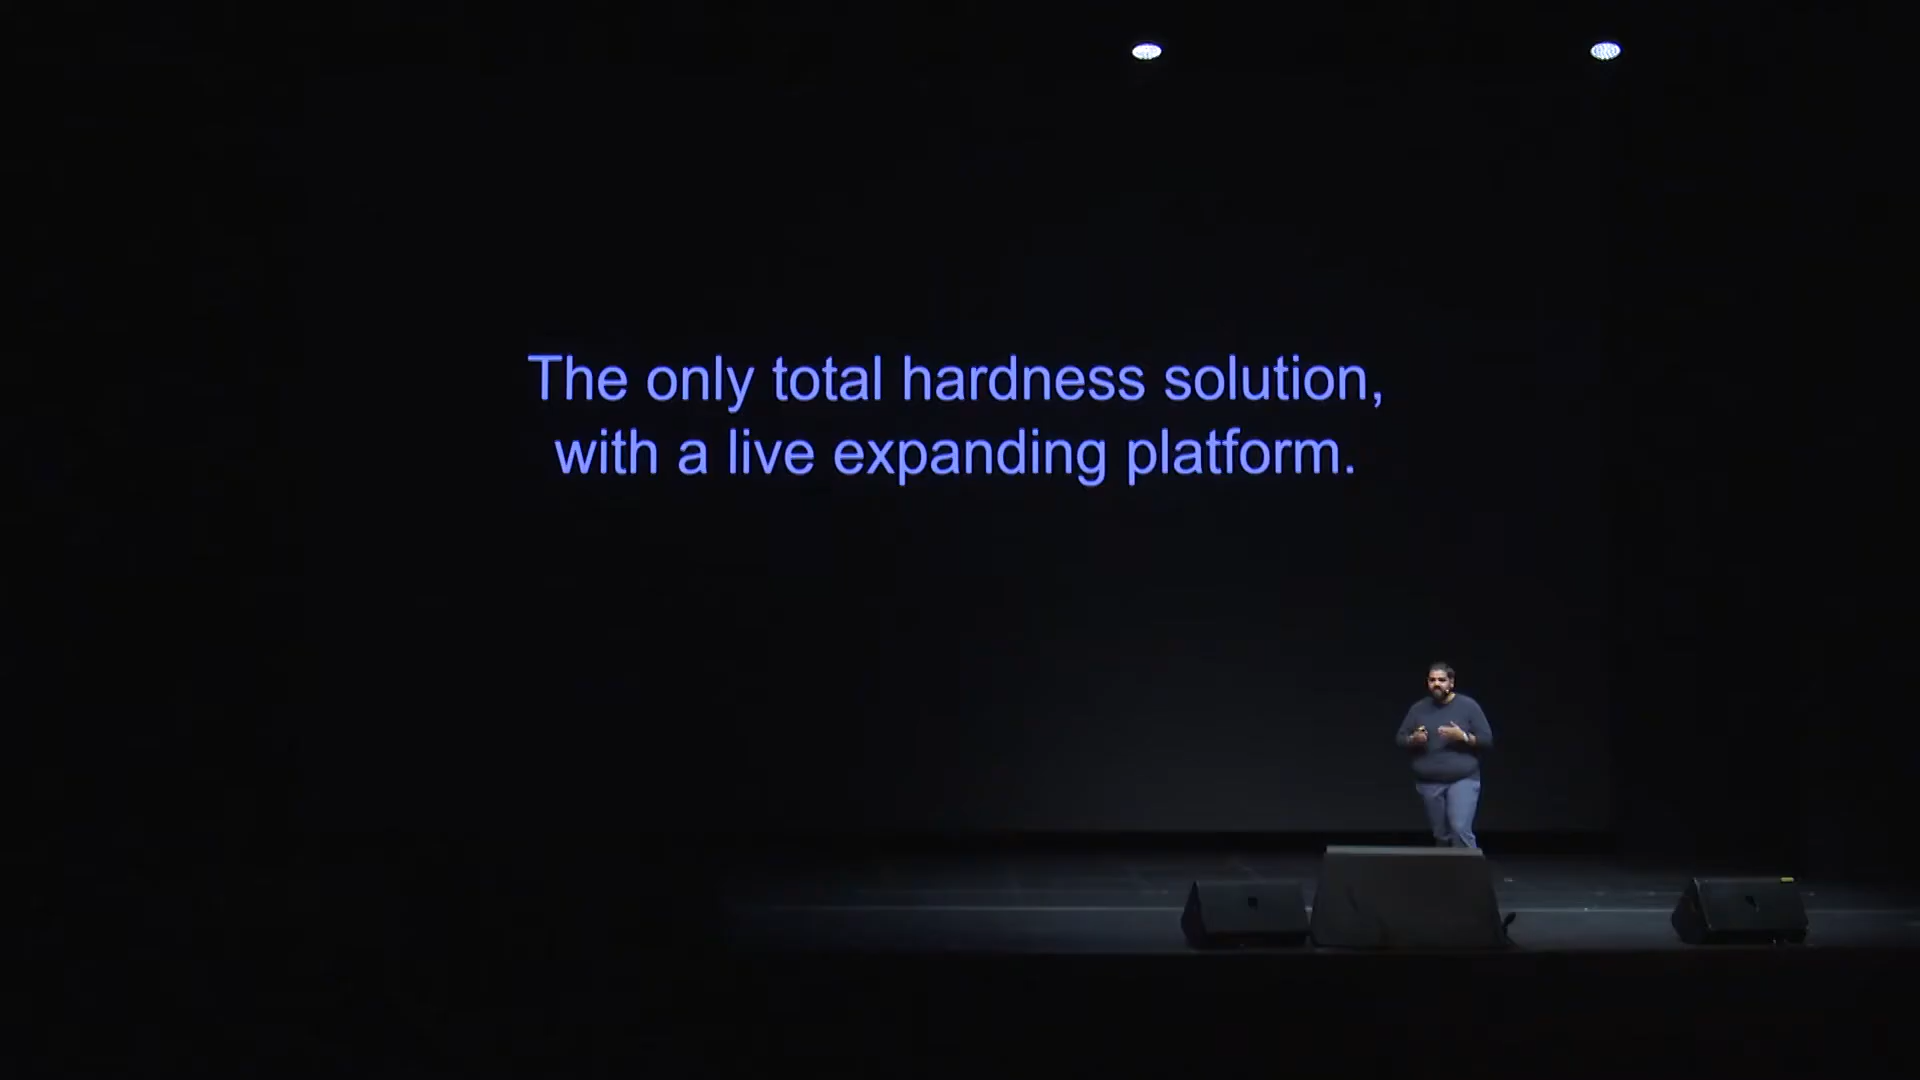 The only total hardness solution,
with a live expanding platform.